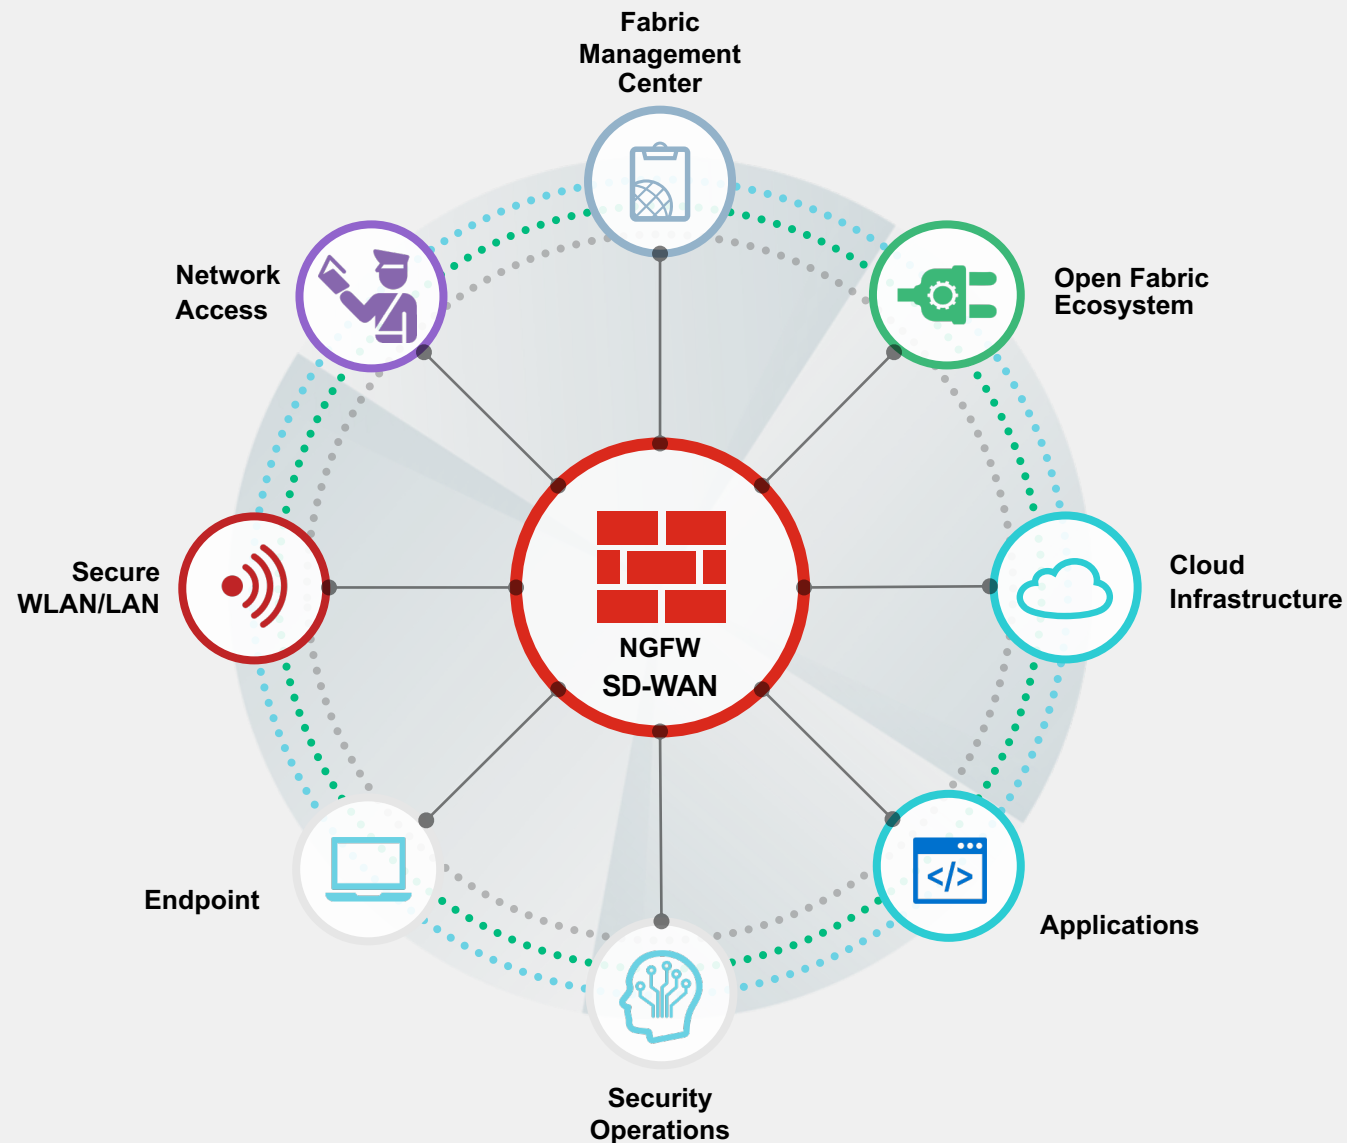 Fabric
Management
Center
Network
Access
Open Fabric
Ecosystem
Secure
WLAN/LAN
Cloud
Infrastructure
NGFW
SD-WAN
Endpoint
</>
Applications
Security
Operations